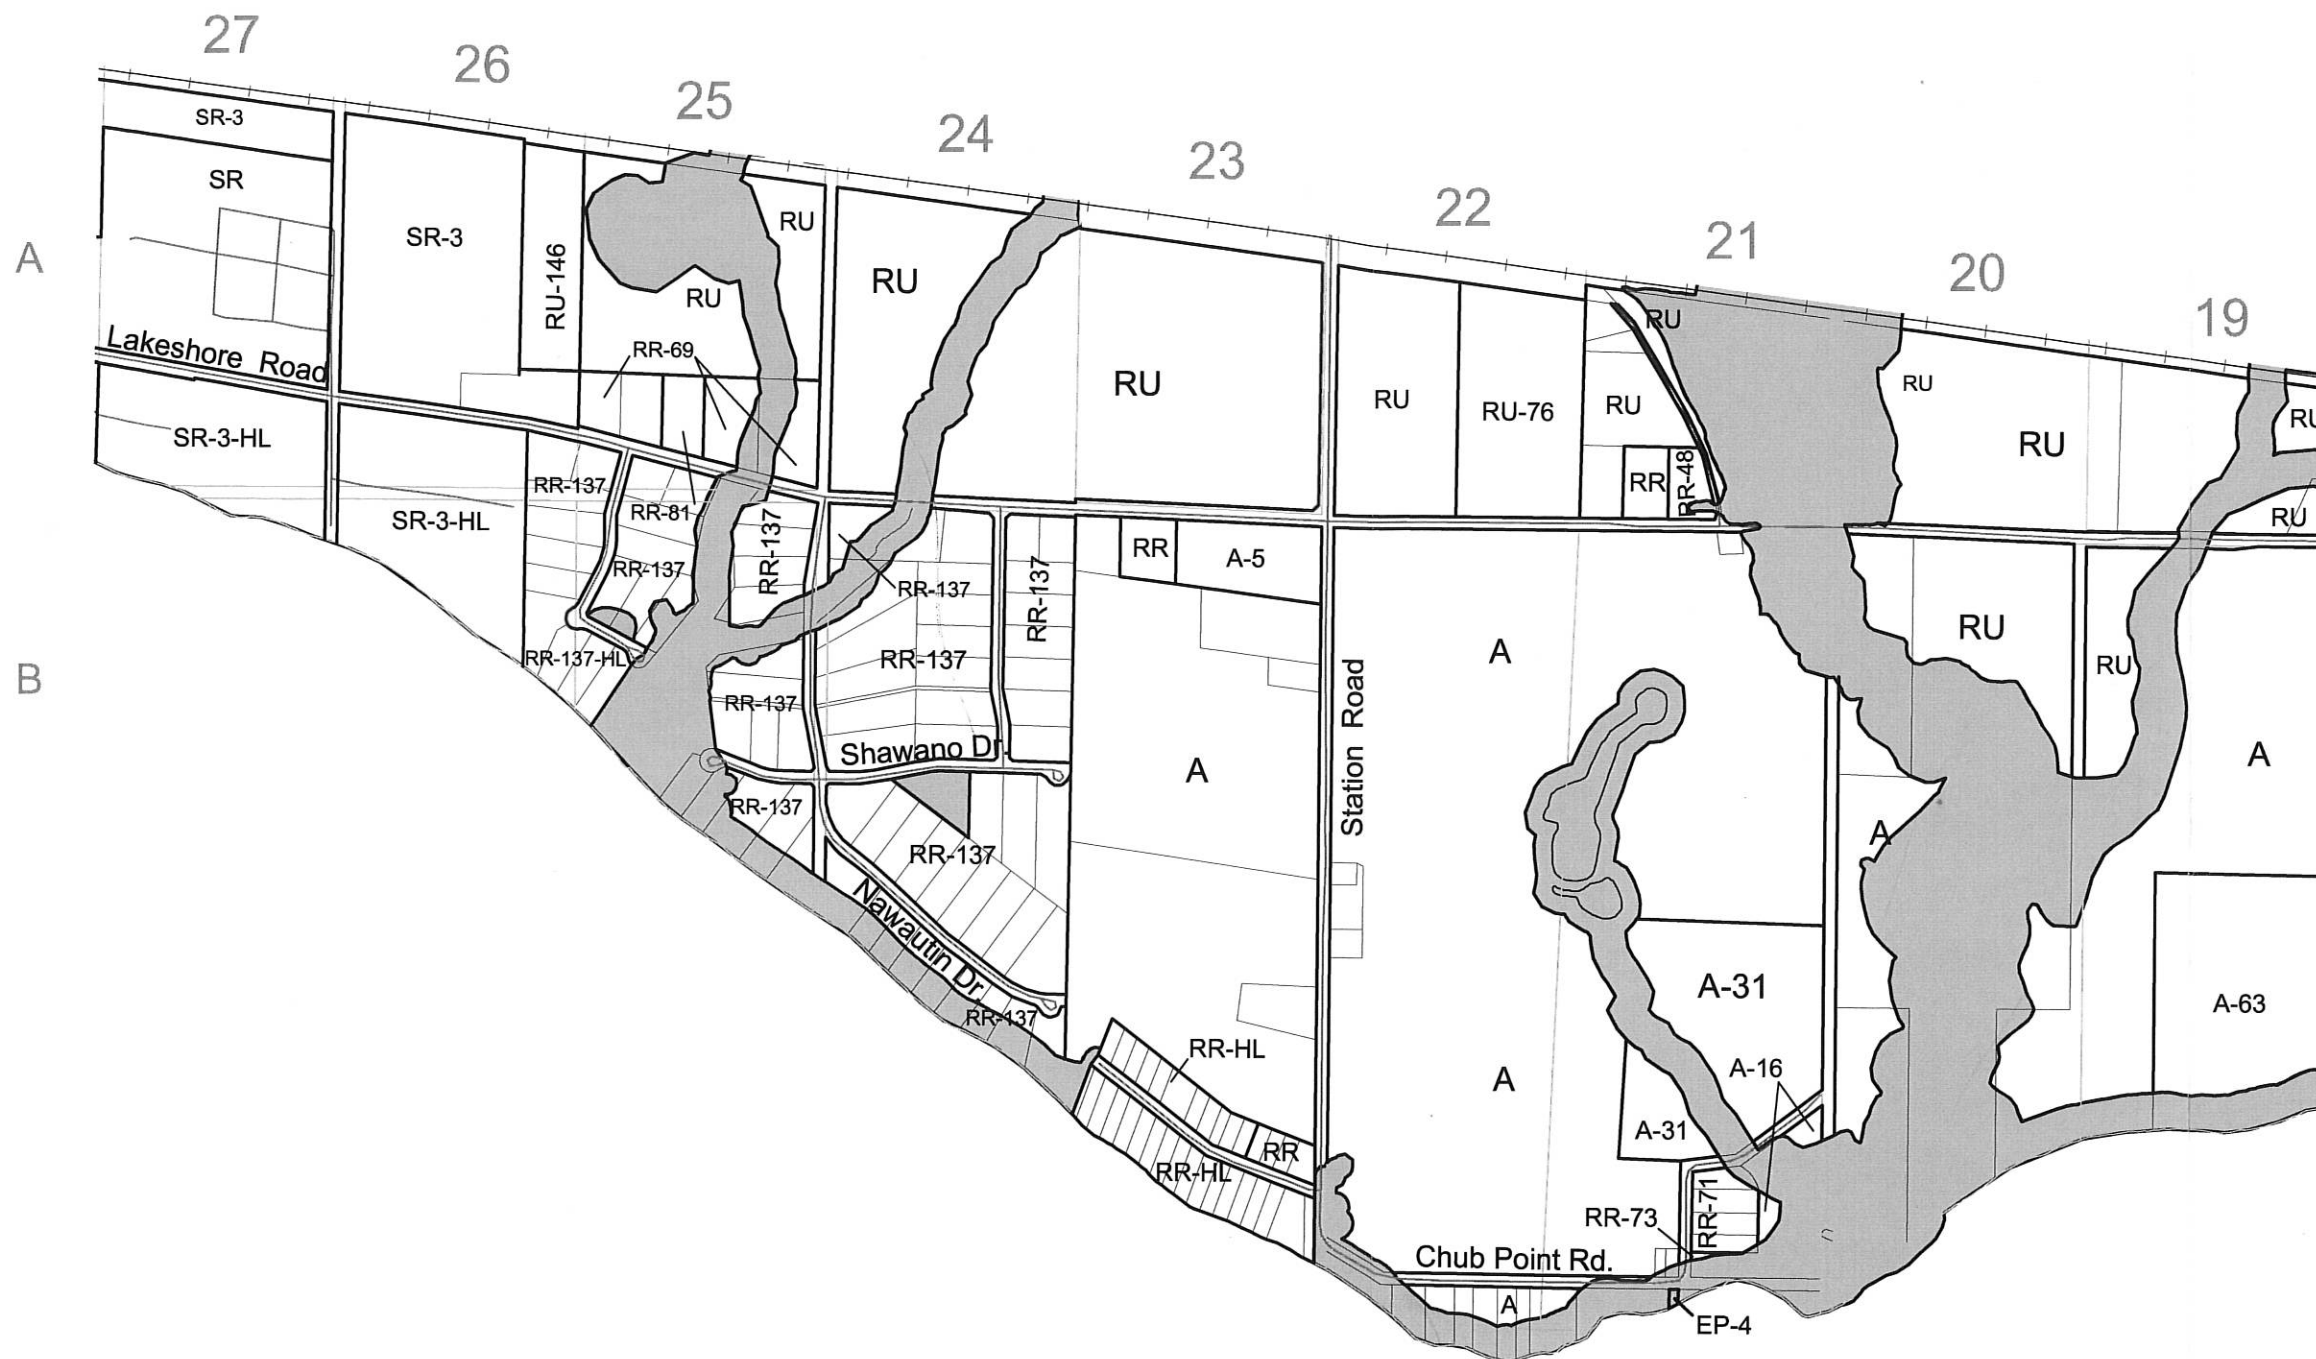 27
26
25
24
23
22
21
20
19
SR-3
SR
A
SR-3
RU-146
RU
RU
RU
RU
RU
RU
RU
RU
RU
RU-76
RU
RR-69
Lakeshore Road
RR
RR-48
SR-3-HL
SR-3-HL
RR-137
RR-81
RR-137
RR-137
RR-137
RR-137
RR
A-5
RU
RU
RU
B
RR-137-HL
RR-137
RR-137
A
A
Station Road
Shawano Dr.
A
A
RR-137
RR-137
Nawautin Dr.
RR-137
A-31
A-63
RR-HL
A
A-16
A-31
RR
RR-HL
RR-71
RR-73
Chub Point Rd.
A
EP-4